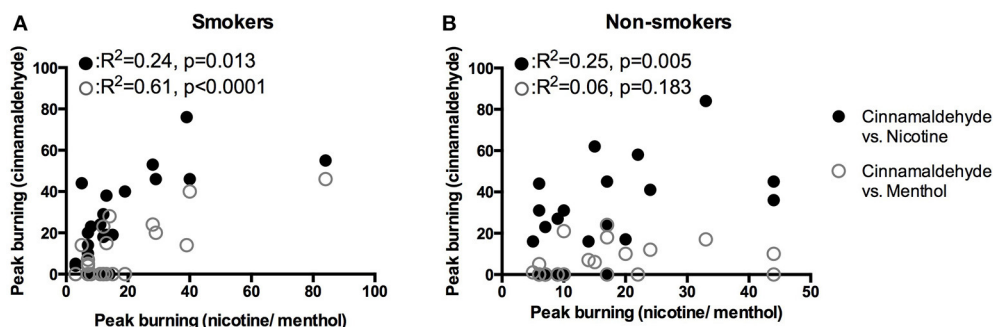 A
Smokers
Peak burning (cinnamaldehyde)
:R²=0.24, p=0.013
:R²=0.61, p<0.0001
100
80
60
40
20
0
0 20 40 60 80 100
Peak burning (nicotine/ menthol)
B
Non-smokers
Peak burning (cinnamaldehyde)
:R²=0.25, p=0.005
:R²=0.06, p=0.183
100
80
60
40
20
0
0 10 20 30 40 50
Peak burning (nicotine/ menthol)
Cinnamaldehyde
vs. Nicotine
Cinnamaldehyde
vs. Menthol